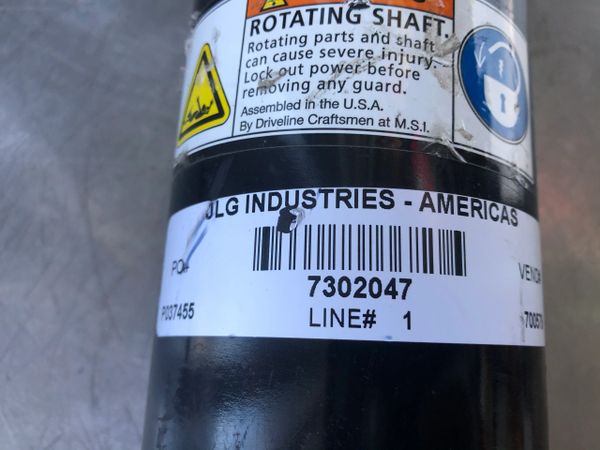 ROTATING SHAFT.
Rotating parts and shaft
can cause severe injury.
Lock out power before
removing any guard.
Assembled in the U.S.A.
By Driveline Craftsmen at M.S.I.
JLG INDUSTRIES - AMERICAS
PO#
VENDR
7302047
P037455
LINE# 1